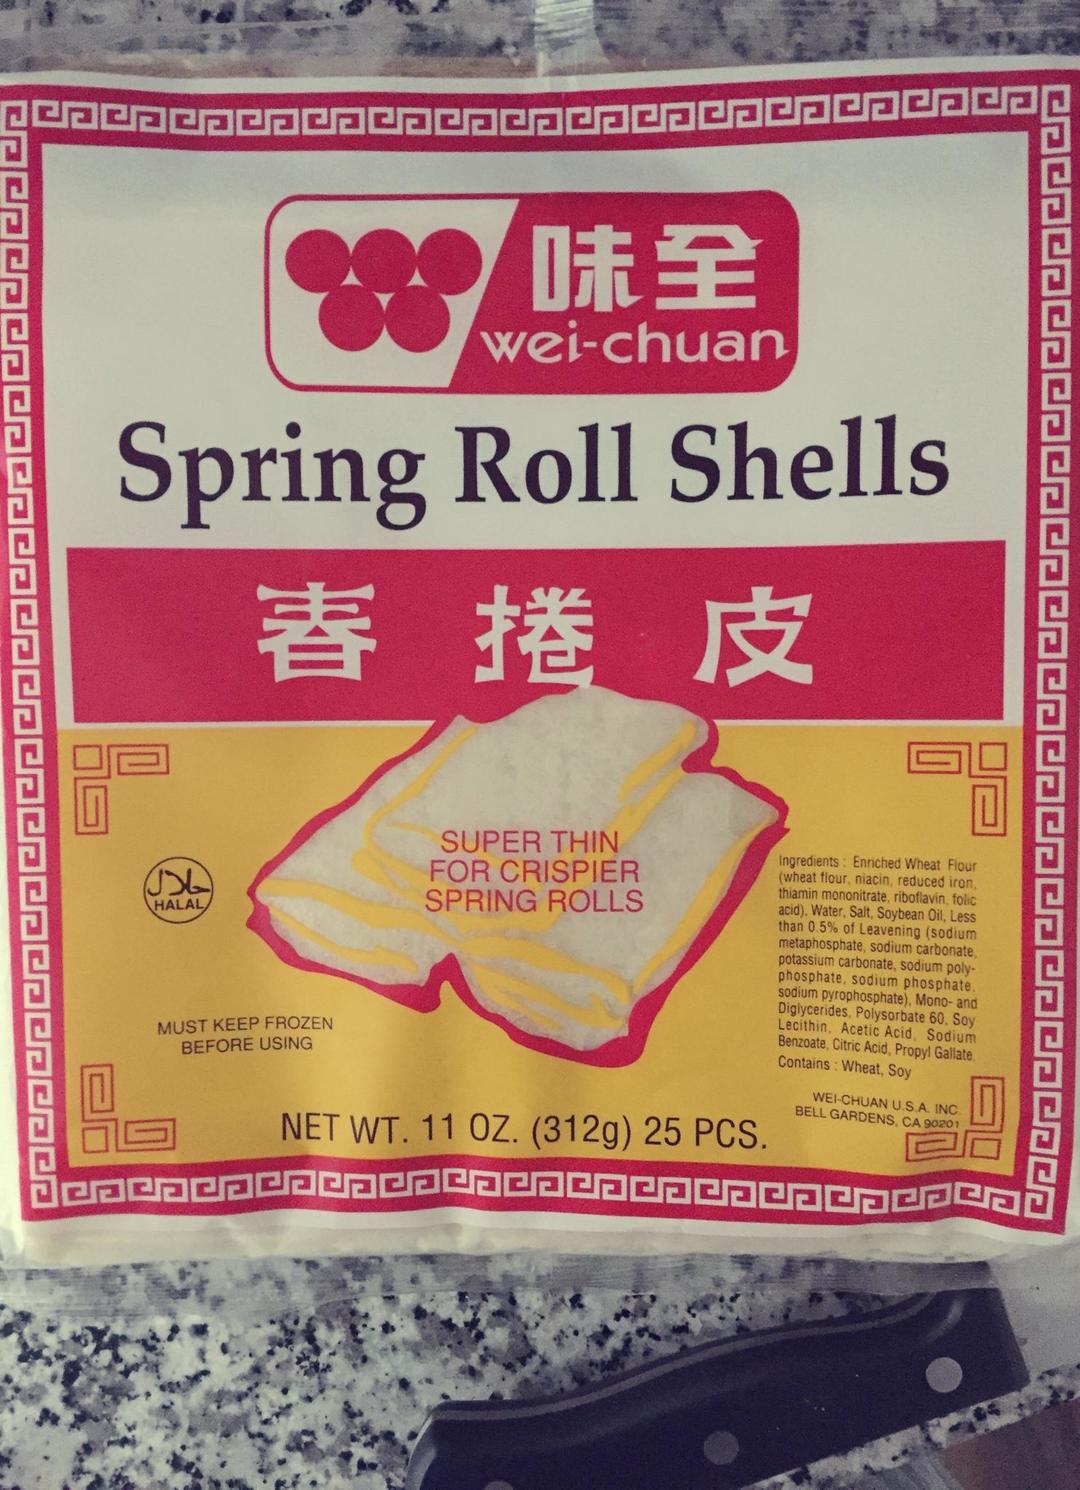 味全
wei-chuan
Spring Roll Shells
春捲皮
SUPER THIN
FOR CRISPIER
SPRING ROLLS
حلال
HALAL
MUST KEEP FROZEN
BEFORE USING
Ingredients : Enriched Wheat Flour
(wheat flour, niacin, reduced iron,
thiamin mononitrate, riboflavin, folic
acid), Water, Salt, Soybean Oil, Less
than 0.5% of Leavening (sodium
metaphosphate, sodium carbonate,
potassium carbonate, sodium poly-
phosphate, sodium phosphate,
sodium pyrophosphate), Mono- and
Diglycerides, Polysorbate 60, Soy
Lecithin, Acetic Acid, Sodium
Benzoate, Citric Acid, Propyl Gallate.
Contains : Wheat, Soy
WEI-CHUAN U.S.A. INC.
BELL GARDENS, CA 90201
NET WT. 11 OZ. (312g) 25 PCS.